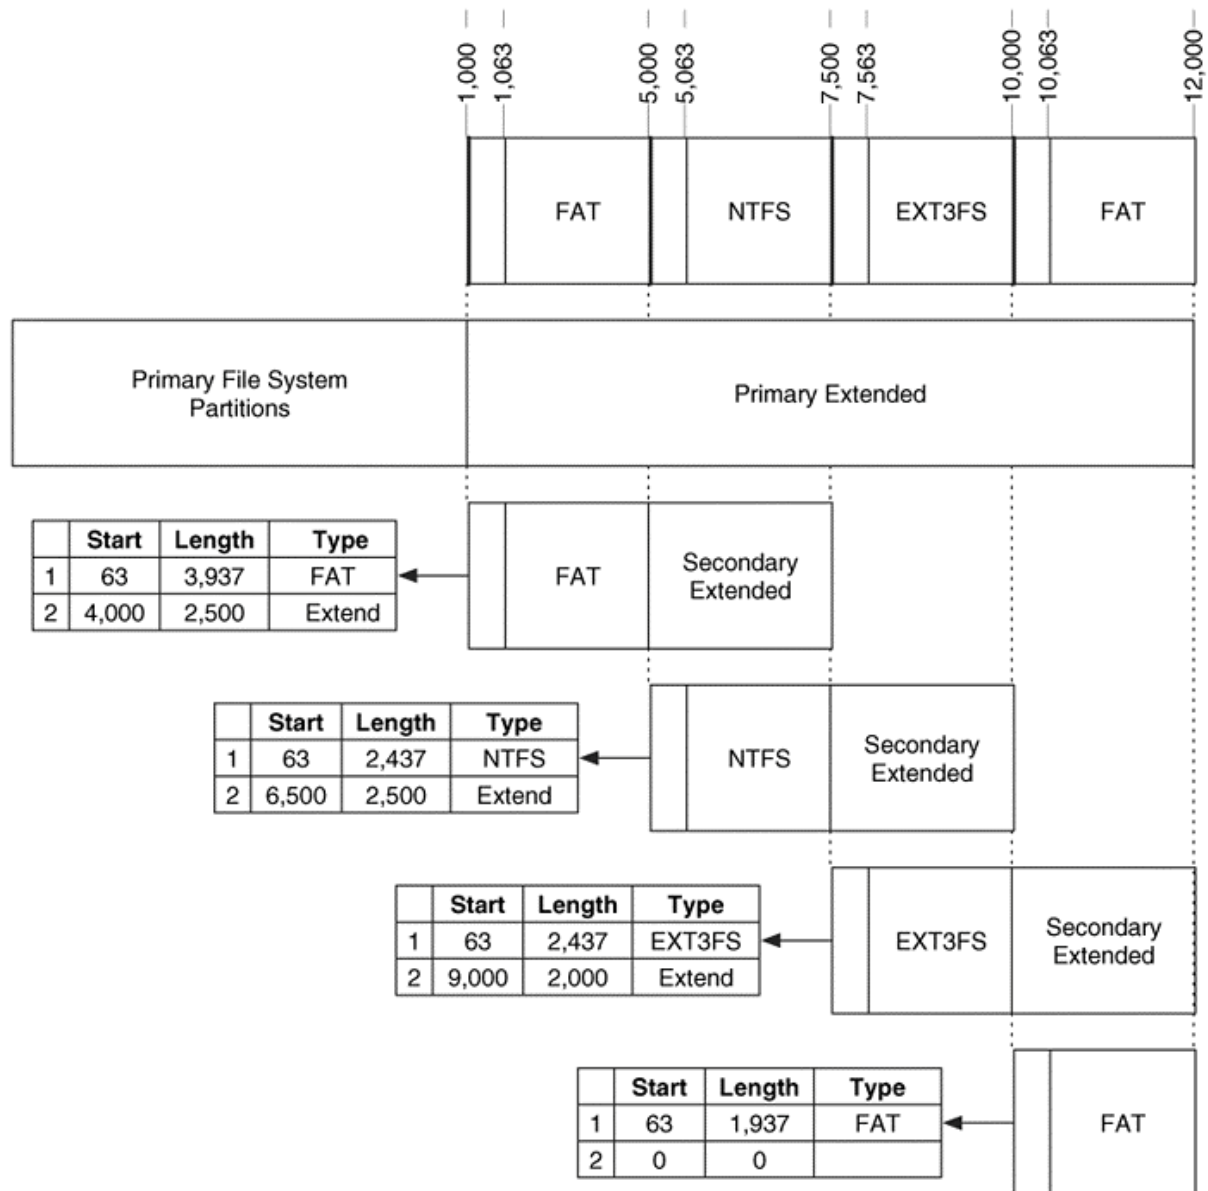 1,000 1,063 5,000 5,063 7,500 7,563 10,000 10,063 12,000
FAT NTFS EXT3FS FAT
Primary File System
Partitions
Primary Extended
Start Length Type
1 63 3,937 FAT
2 4,000 2,500 Extend
FAT
Secondary
Extended
Start Length Type
1 63 2,437 NTFS
2 6,500 2,500 Extend
NTFS
Secondary
Extended
Start Length Type
1 63 2,437 EXT3FS
2 9,000 2,000 Extend
EXT3FS
Secondary
Extended
Start Length Type
1 63 1,937 FAT
2 0 0
FAT